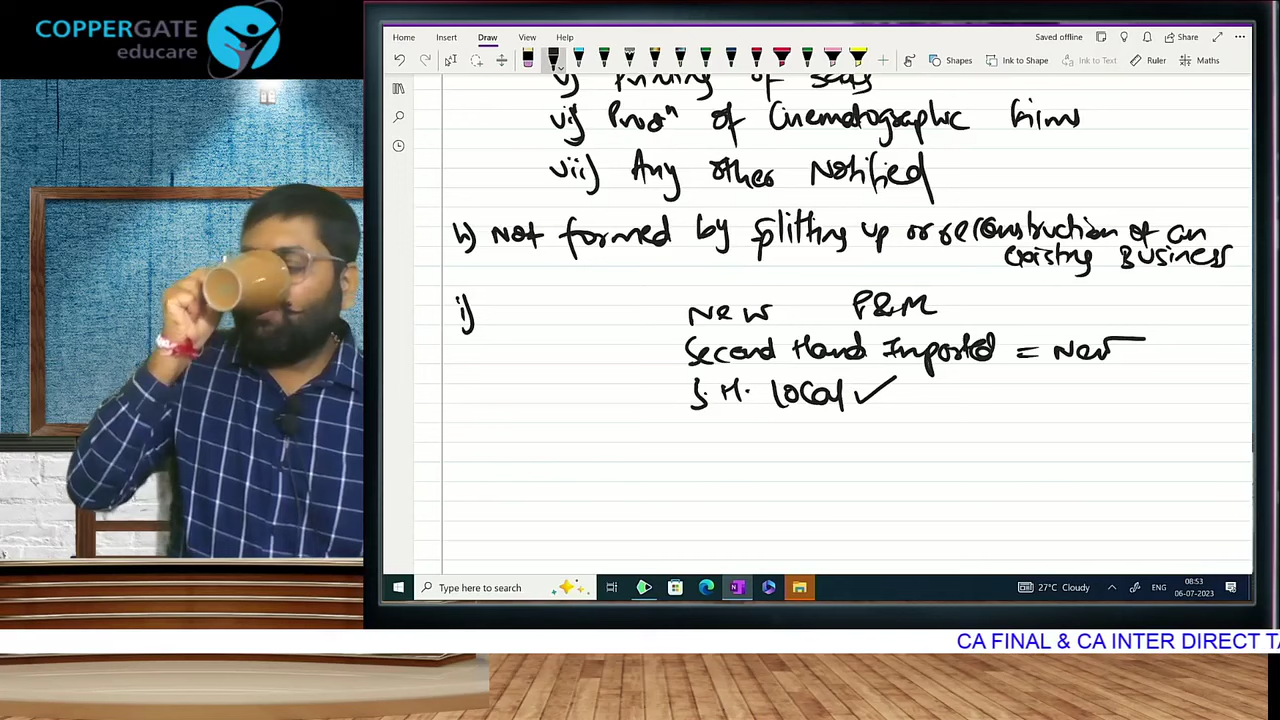 COPPERGATE
educare
Home Insert Draw View Help
Saved offline Share
Shapes Ink to Shape Ink to Text Ruler Maths
v) Printing of
vi) Prodⁿ of Cinematographic films
vii) Any other Notified
h) Not formed by splitting up or reconstruction of an
existing Business
i) New P&M
Second Hand Imported = New
S.H. Local ✓
Type here to search
27°C Cloudy ENG 08:53
06-07-2023
CA FINAL & CA INTER DIRECT TA